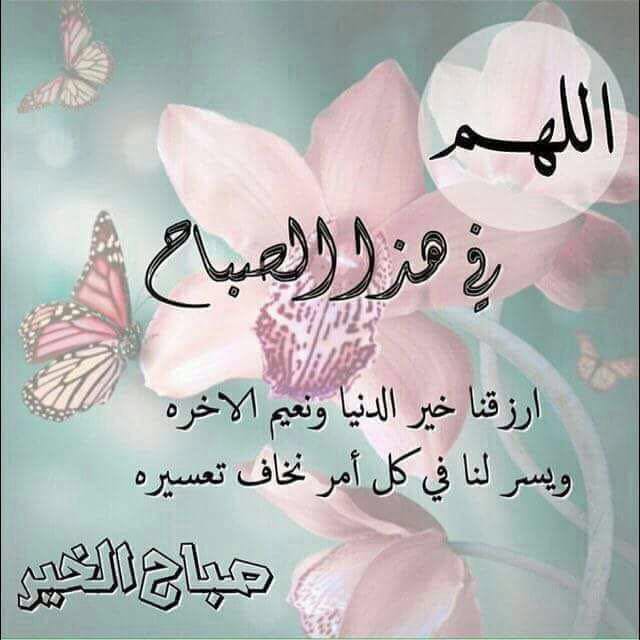 اللهم
في هذا الصباح
ارزقنا خير الدنيا ونعيم الاخره
ويسر لنا في كل أمر نخاف تعسيره
صباح الخير